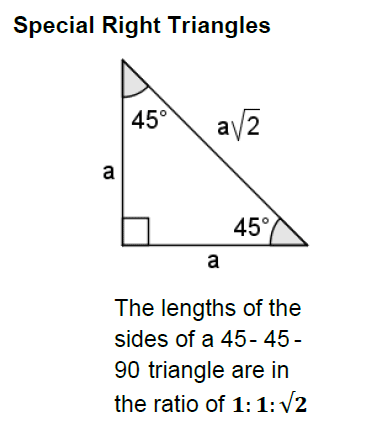 Special Right Triangles
45°
a√2
a
45°
a
The lengths of the
sides of a 45- 45 -
90 triangle are in
the ratio of 1: 1: √2